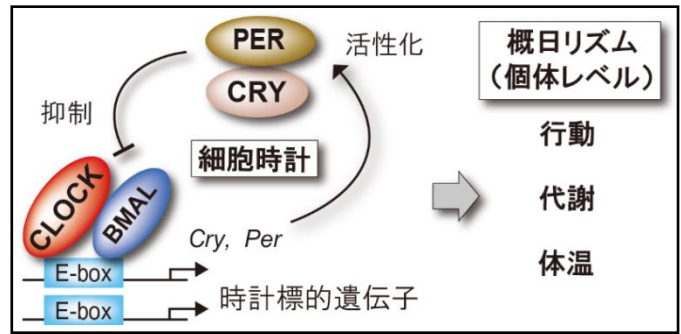 PER
CRY
活性化
抑制
細胞時計
CLOCK
BMAL
Cry, Per
E-box
E-box
時計標的遺伝子
概日リズム
（個体レベル）
行動
代謝
体温